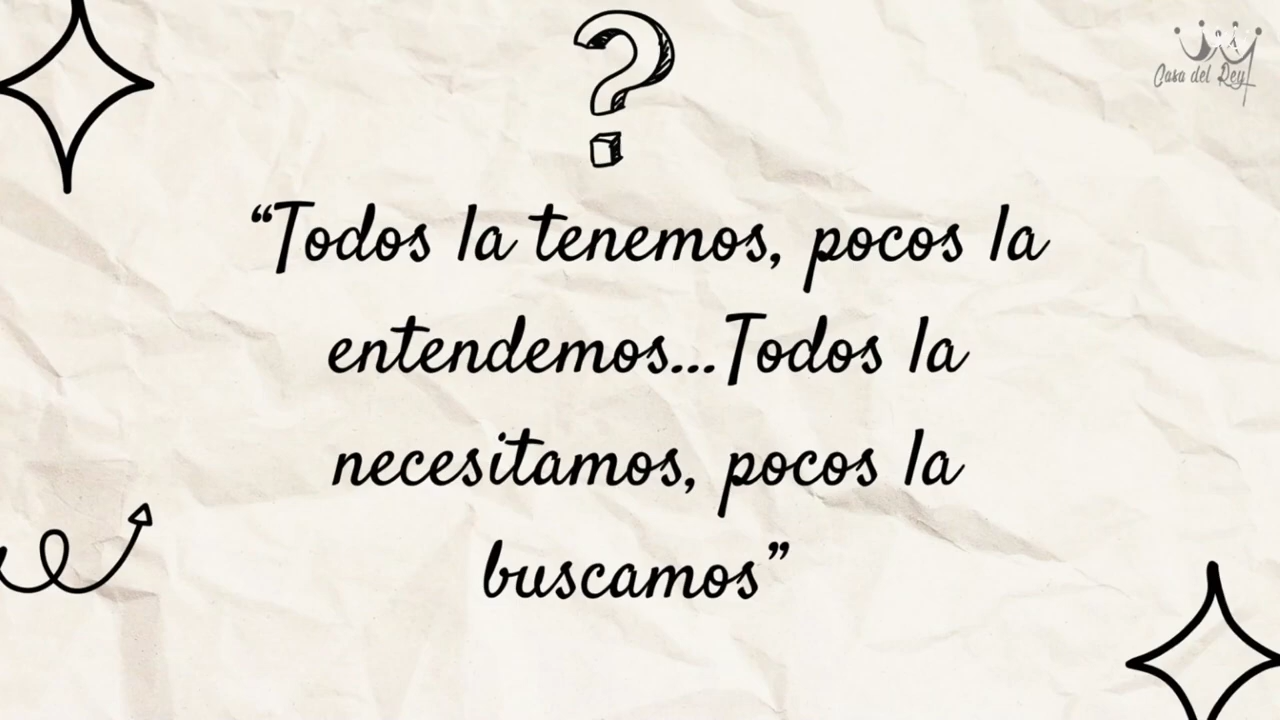 ?
Casa del Rey
“Todos la tenemos, pocos la
entendemos...Todos la
necesitamos, pocos la
buscamos”